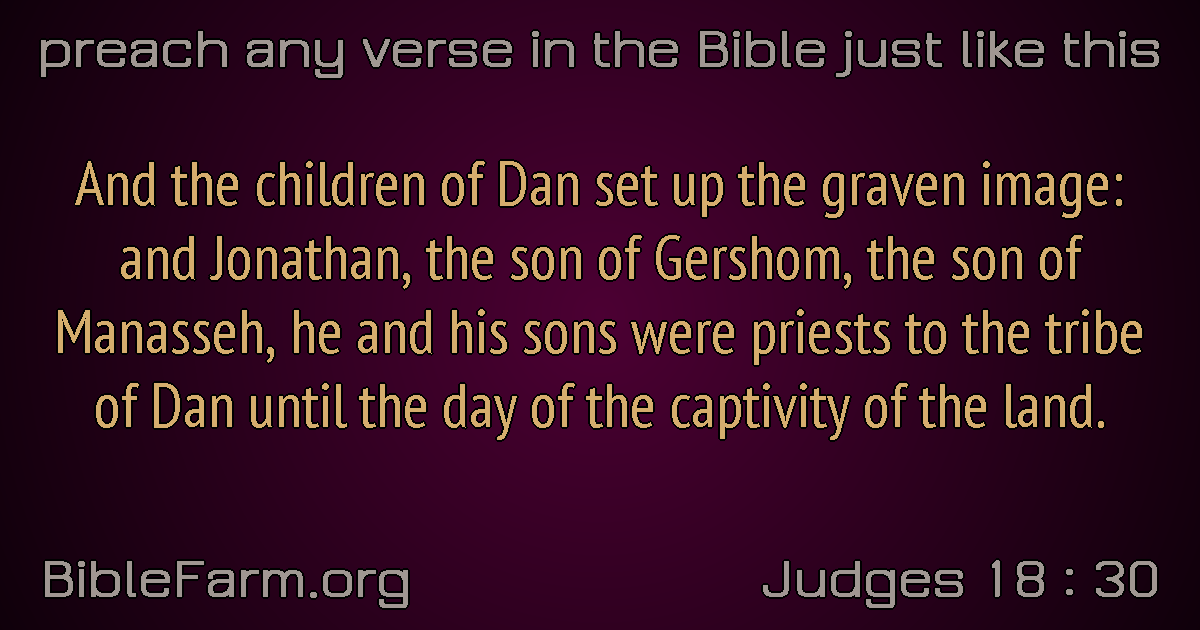 preach any verse in the Bible just like this
And the children of Dan set up the graven image:
and Jonathan, the son of Gershom, the son of
Manasseh, he and his sons were priests to the tribe
of Dan until the day of the captivity of the land.
BibleFarm.org
Judges 18 : 30